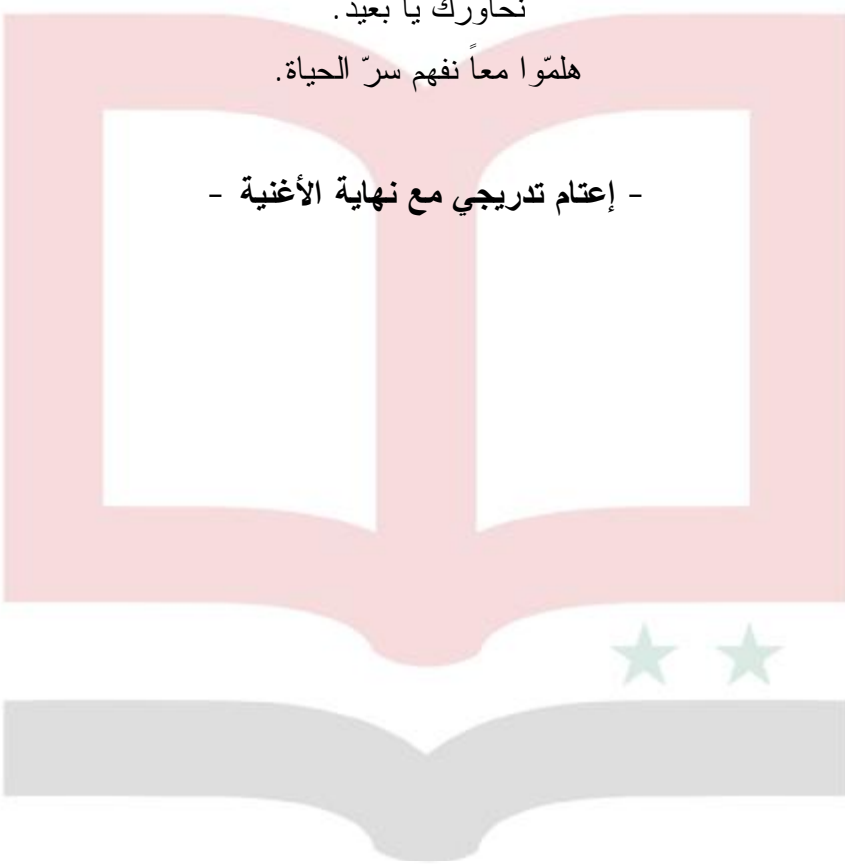 نحاورك يا بعيد.
هلمّوا معاً نفهم سرّ الحياة.
- إعتام تدريجي مع نهاية الأغنية -